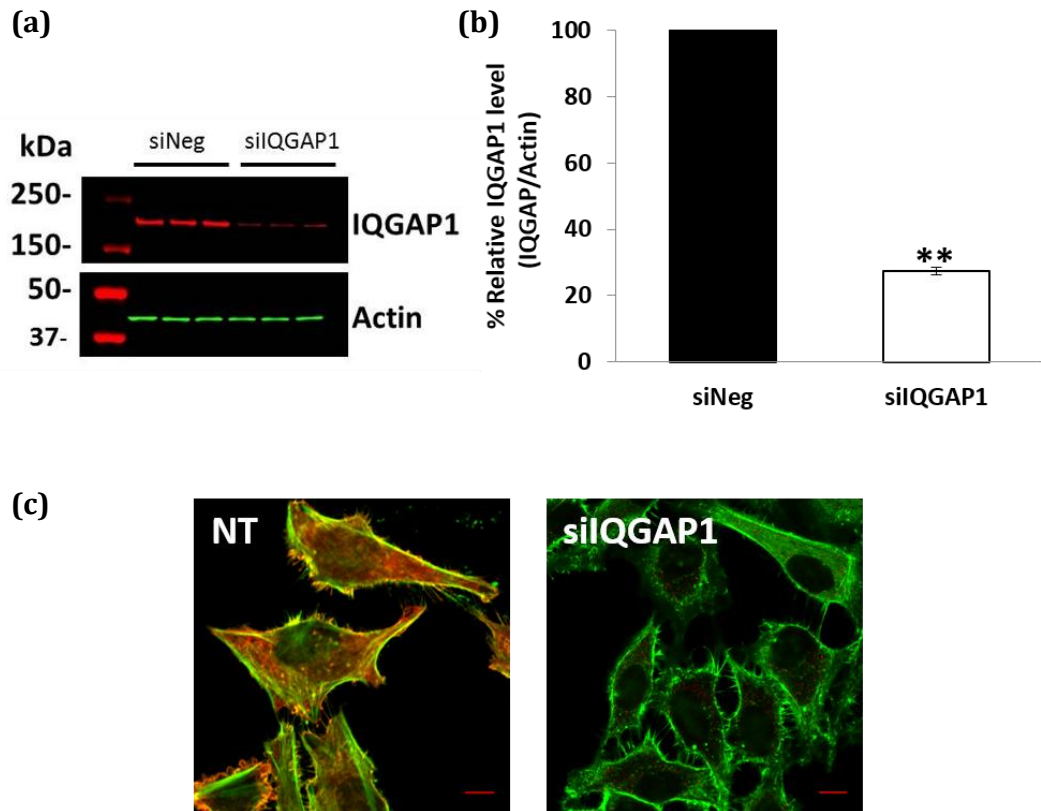 (a)
siNeg siIQGAP1
kDa
250-
IQGAP1
150-
50-
Actin
37-
(b)
% Relative IQGAP1 level
(IQGAP/Actin)
100
80
60
40
20
0
**
siNeg siIQGAP1
(c)
NT
siIQGAP1